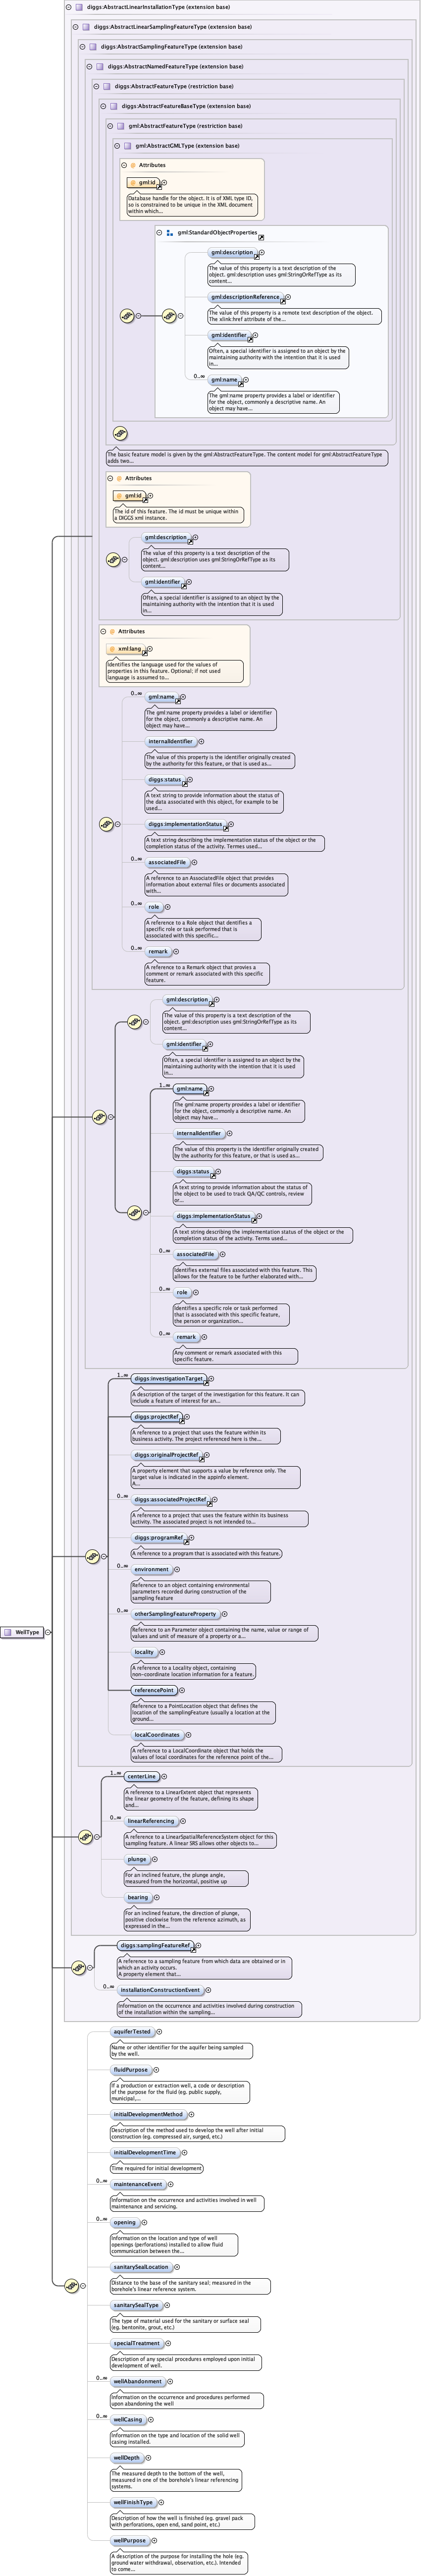 diggs:AbstractLinearInstallationType (extension base)
diggs:AbstractLinearSamplingFeatureType (extension base)
diggs:AbstractSamplingFeatureType (extension base)
diggs:AbstractNamedFeatureType (extension base)
diggs:AbstractFeatureType (restriction base)
diggs:AbstractFeatureBaseType (extension base)
gml:AbstractFeatureType (restriction base)
gml:AbstractGMLType (extension base)
Attributes
gml:id
Database handle for the object. It is of XML type ID,
so is constrained to be unique in the XML document
within which...
gml:StandardObjectProperties
gml:description
The value of this property is a text description of the
object. gml:description uses gml:StringOrRefType as its
content...
gml:descriptionReference
The value of this property is a remote text description of the object.
The xlink:href attribute of the...
gml:identifier
Often, a special identifier is assigned to an object by the
maintaining authority with the intention that it is used
in...
0..∞
gml:name
The gml:name property provides a label or identifier
for the object, commonly a descriptive name. An
object may have...
The basic feature model is given by the gml:AbstractFeatureType. The content model for gml:AbstractFeatureType
adds two...
Attributes
gml:id
The id of this feature. The id must be unique within
a DIGGS xml instance.
gml:description
The value of this property is a text description of the
object. gml:description uses gml:StringOrRefType as its
content...
gml:identifier
Often, a special identifier is assigned to an object by the
maintaining authority with the intention that it is used
in...
Attributes
xml:lang
Identifies the language used for the values of
properties in this feature. Optional; if not used
language is assumed to...
0..∞
gml:name
The gml:name property provides a label or identifier
for the object, commonly a descriptive name. An
object may have...
internalIdentifier
The value of this property is the identifier originally created
by the authority for this feature, or that is used as...
diggs:status
A text string to provide information about the status of
the data associated with this object, for example to be
used...
diggs:implementationStatus
A text string describing the implementation status of the object or the
completion status of the activity. Termes used...
0..∞
associatedFile
A reference to an AssociatedFile object that provides
information about external files or documents associated
with...
0..∞
role
A reference to a Role object that dentifies a
specific role or task performed that is
associated with this specific...
0..∞
remark
A reference to a Remark object that provies a
comment or remark associated with this specific
feature.
gml:description
The value of this property is a text description of the
object. gml:description uses gml:StringOrRefType as its
content...
gml:identifier
Often, a special identifier is assigned to an object by the
maintaining authority with the intention that it is used
in...
1..∞
gml:name
The gml:name property provides a label or identifier
for the object, commonly a descriptive name. An
object may have...
internalIdentifier
The value of this property is the identifier originally created
by the authority for this feature, or that is used as...
diggs:status
A text string to provide information about the status of
the object to be used to track QA/QC controls, review
or...
diggs:implementationStatus
A text string describing the implementation status of the object or the
completion status of the activity. Terms used...
0..∞
associatedFile
Identifies external files associated with this feature. This
allows for the feature to be further elaborated with...
0..∞
role
Identifies a specific role or task performed
that is associated with this specific feature,
the person or organization...
0..∞
remark
Any comment or remark associated with this
specific feature.
1..∞
diggs:investigationTarget
A description of the target of the investigation for this feature. It can
include a feature of interest for an...
diggs:projectRef
A reference to a project that uses the feature within its
business activity. The project referenced here is the...
diggs:originalProjectRef
A property element that supports a value by reference only. The
target value is indicated in the appinfo element.
A...
0..∞
diggs:associatedProjectRef
A reference to a project that uses the feature within its business
activity. The associated project is not intended to...
diggs:programRef
A reference to a program that is associated with this feature.
0..∞
environment
Reference to an object containing environmental
parameters recorded during construction of the
sampling feature
0..∞
otherSamplingFeatureProperty
Reference to an Parameter object containing the name, value or range of
values and unit of measure of a property or a...
locality
A reference to a Locality object, containing
non-coordinate location information for a feature.
referencePoint
Reference to a PointLocation object that defines the
location of the samplingFeature (usually a location at the
ground...
localCoordinates
A reference to a LocalCoordinate object that holds the
values of local coordinates for the reference point of the...
WellType
1..∞
centerLine
A reference to a LinearExtent object that represents
the linear geometry of the feature, defining its shape
and...
0..∞
linearReferencing
A reference to a LinearSpatialReferenceSystem object for this
sampling feature. A linear SRS allows other objects to...
plunge
For an inclined feature, the plunge angle,
measured from the horizontal, positive up
bearing
For an inclined feature, the direction of plunge,
positive clockwise from the reference azimuth, as
expressed in the...
diggs:samplingFeatureRef
A reference to a sampling feature from which data are obtained or in
which an activity occurs.
A property element that...
0..∞
installationConstructionEvent
Information on the occurrence and activities involved during construction
of the installation within the sampling...
aquiferTested
Name or other identifier for the aquifer being sampled
by the well.
fluidPurpose
If a production or extraction well, a code or description
of the purpose for the fluid (eg. public supply,
municipal,...
initialDevelopmentMethod
Description of the method used to develop the well after initial
construction (eg. compressed air, surged, etc.)
initialDevelopmentTime
Time required for initial development
0..∞
maintenanceEvent
Information on the occurrence and activities involved in well
maintenance and servicing.
0..∞
opening
Information on the location and type of well
openings (perforations) installed to allow fluid
communication between the...
sanitarySealLocation
Distance to the base of the sanitary seal; measured in the
borehole's linear reference system.
sanitarySealType
The type of material used for the sanitary or surface seal
(eg. bentonite, grout, etc.)
specialTreatment
Description of any special procedures employed upon initial
development of well.
0..∞
wellAbandonment
Information on the occurrence and procedures performed
upon abandoning the well
0..∞
wellCasing
Information on the type and location of the solid well
casing installed.
wellDepth
The measured depth to the bottom of the well,
measured in one of the borehole's linear referencing
systems.
wellFinishType
Description of how the well is finished (eg. gravel pack
with perforations, open end, sand point, etc.)
wellPurpose
A description of the purpose for installing the hole (eg.
ground water withdrawal, observation, etc.). Intended
to come...